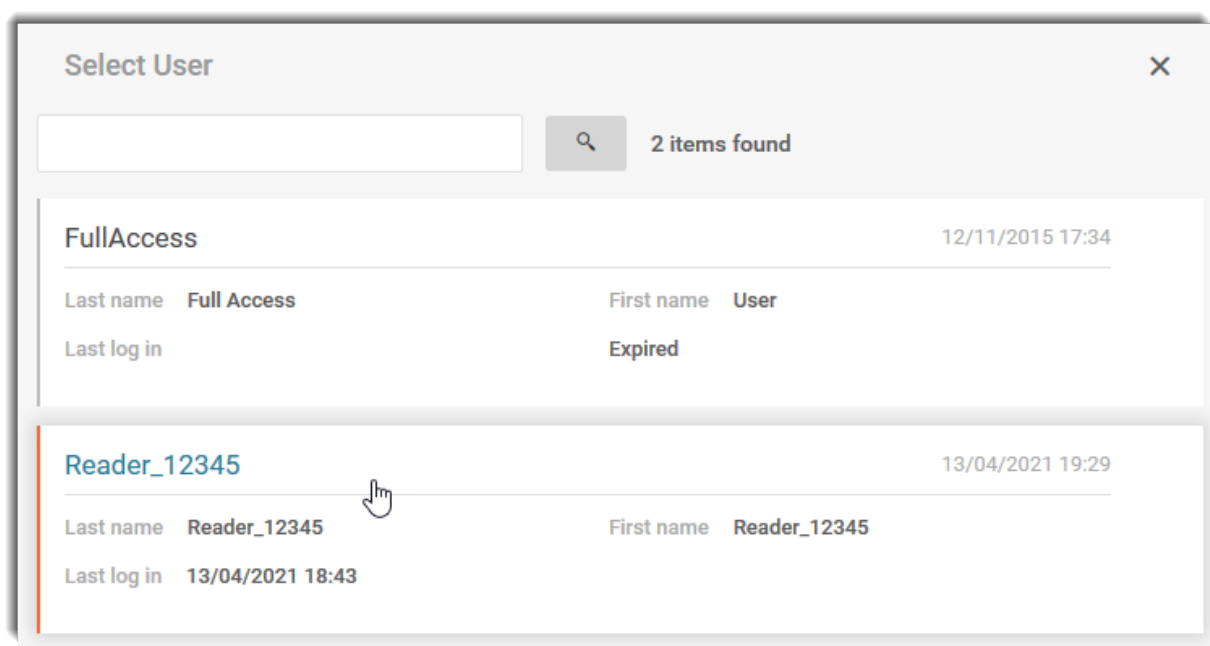 Select User
2 items found
FullAccess 12/11/2015 17:34
Last name Full Access First name User
Last log in Expired
Reader_12345 13/04/2021 19:29
Last name Reader_12345 First name Reader_12345
Last log in 13/04/2021 18:43